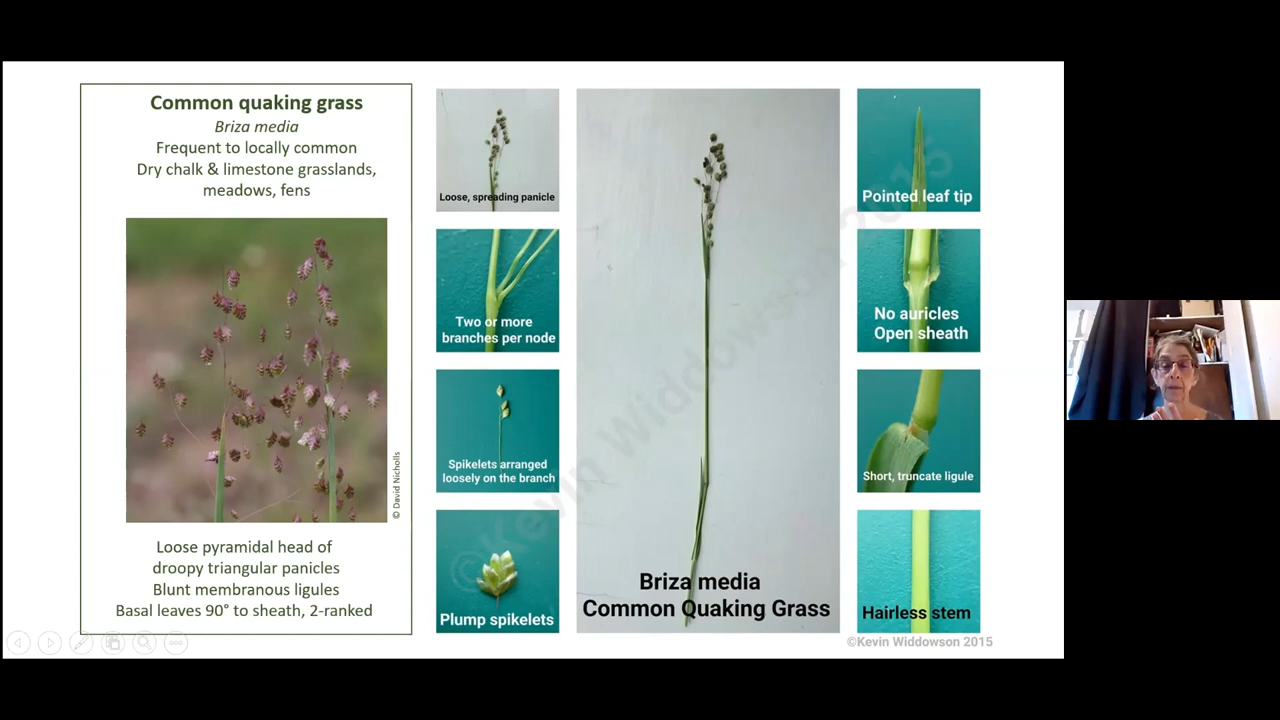 Common quaking grass
Briza media
Frequent to locally common
Dry chalk & limestone grasslands,
meadows, fens
© David Nicholls
Loose pyramidal head of
droopy triangular panicles
Blunt membranous ligules
Basal leaves 90° to sheath, 2-ranked
Loose, spreading panicle
Two or more
branches per node
Spikelets arranged
loosely on the branch
Plump spikelets
Briza media
Common Quaking Grass
©Kevin Widdowson 2015
Pointed leaf tip
No auricles
Open sheath
Short, truncate ligule
Hairless stem
©Kevin Widdowson 2015